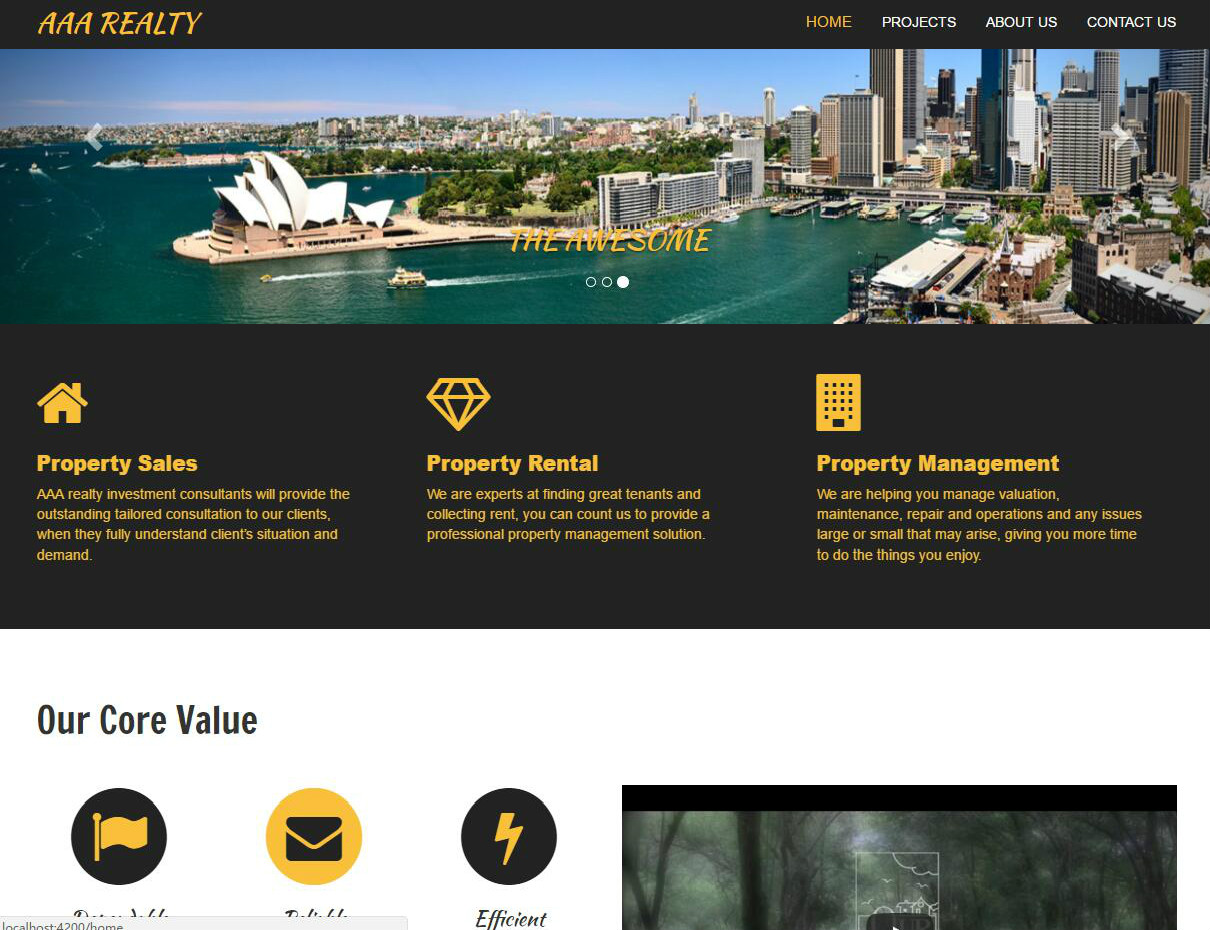 AAA REALTY
HOME PROJECTS ABOUT US CONTACT US
THE AWESOME
Property Sales
AAA realty investment consultants will provide the
outstanding tailored consultation to our clients,
when they fully understand client's situation and
demand.
Property Rental
We are experts at finding great tenants and
collecting rent, you can count us to provide a
professional property management solution.
Property Management
We are helping you manage valuation,
maintenance, repair and operations and any issues
large or small that may arise, giving you more time
to do the things you enjoy.
Our Core Value
Efficient
localhost:4200/home